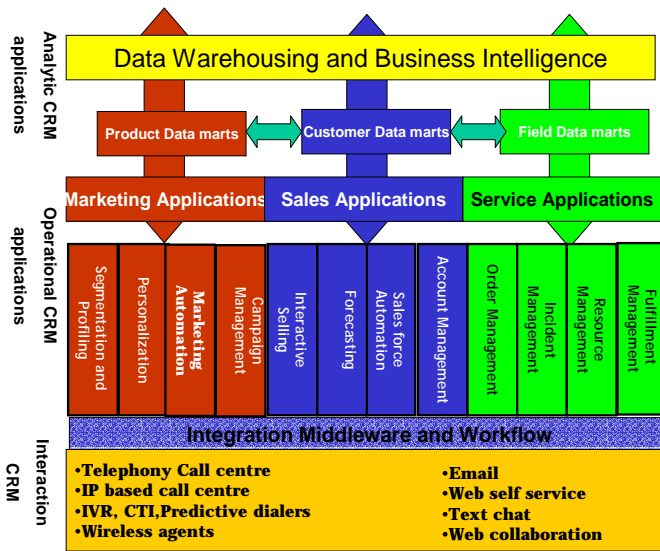 Analytic CRM
applications
Data Warehousing and Business Intelligence
Product Data marts
Customer Data marts
Field Data marts
Operational CRM
applications
Marketing Applications
Sales Applications
Service Applications
Segmentation and
Profiling
Personalization
Marketing
Automation
Campaign
Management
Interactive
Selling
Forecasting
Sales force
Automation
Account Management
Order Management
Incident
Management
Resource
Management
Fulfillment
Management
Integration Middleware and Workflow
Interaction
CRM
•Telephony Call centre
•IP based call centre
•IVR, CTI,Predictive dialers
•Wireless agents
•Email
•Web self service
•Text chat
•Web collaboration